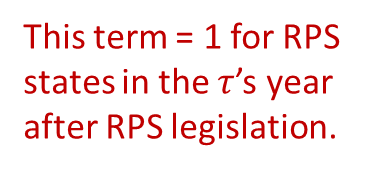 This term = 1 for RPS
states in the 𝜏’s year
after RPS legislation.